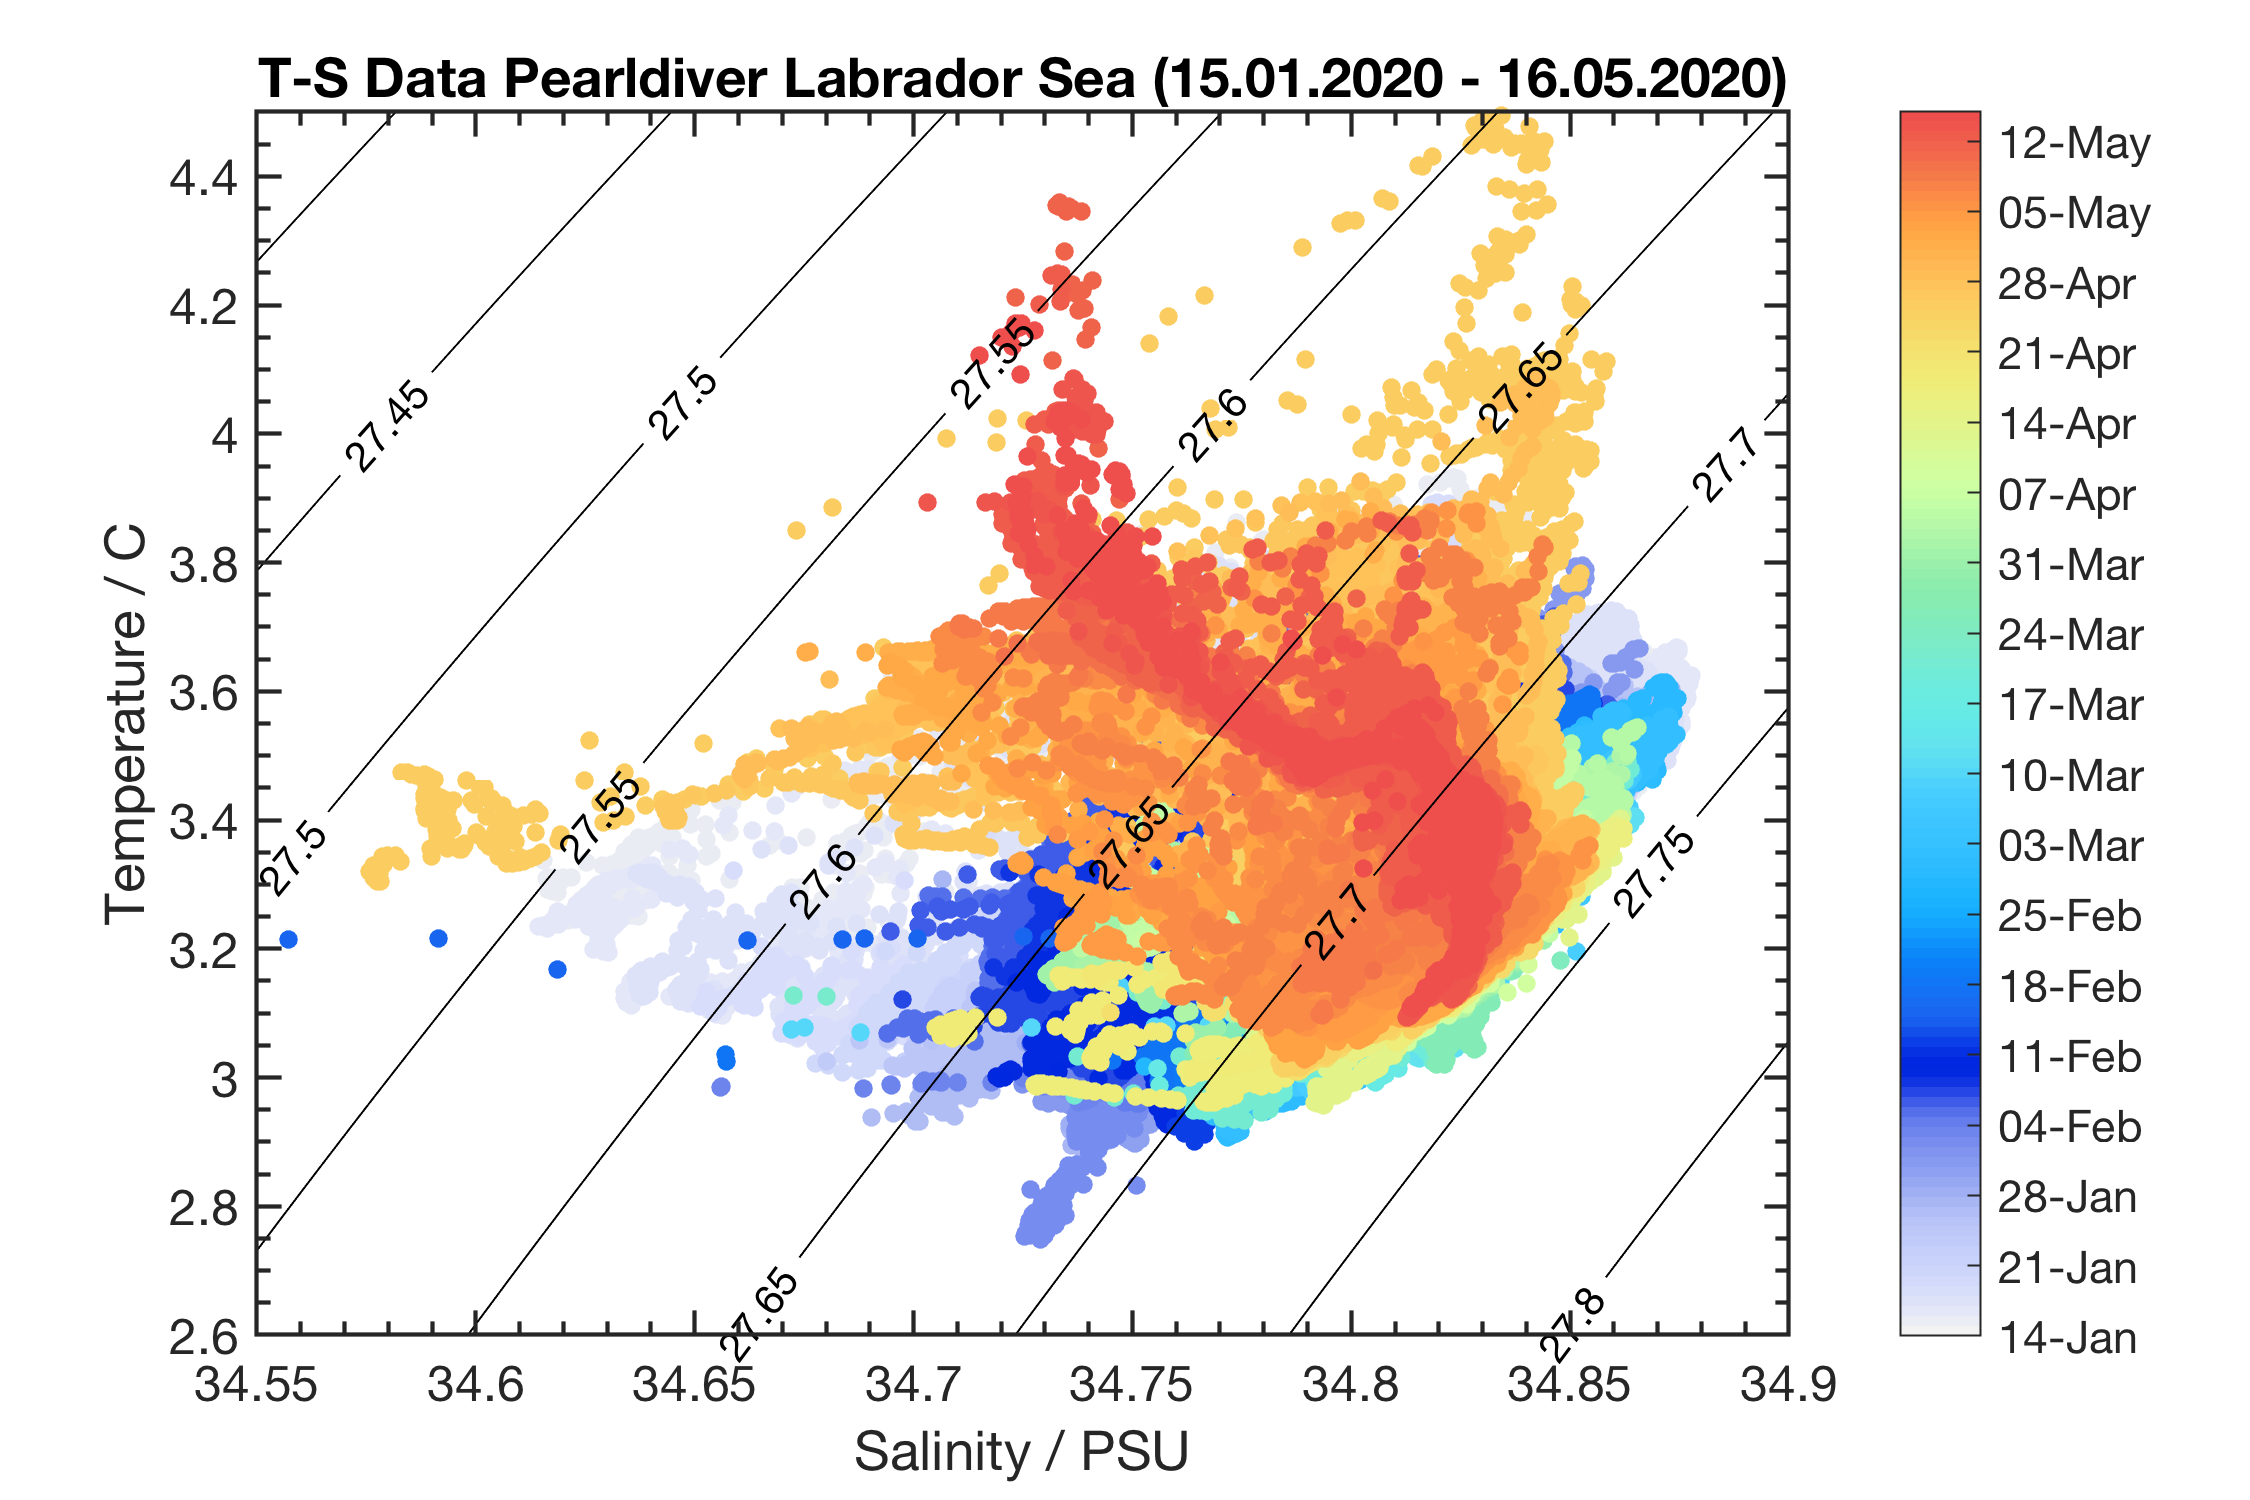 T-S Data Pearldiver Labrador Sea (15.01.2020 - 16.05.2020)
4.4
4.2
4
3.8
3.6
3.4
3.2
3
2.8
2.6
Temperature / C
34.55
34.6
34.65
34.7
34.75
34.8
34.85
34.9
Salinity / PSU
27.45
27.5
27.55
27.6
27.65
27.7
27.5
27.55
27.6
27.65
27.7
27.75
27.65
27.8
12-May
05-May
28-Apr
21-Apr
14-Apr
07-Apr
31-Mar
24-Mar
17-Mar
10-Mar
03-Mar
25-Feb
18-Feb
11-Feb
04-Feb
28-Jan
21-Jan
14-Jan